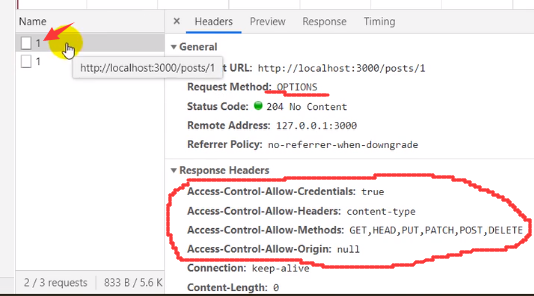 Name
× Headers Preview Response Timing
1
1
http://localhost:3000/posts/1
▼ General
t URL: http://localhost:3000/posts/1
Request Method: OPTIONS
Status Code: 204 No Content
Remote Address: 127.0.0.1:3000
Referrer Policy: no-referrer-when-downgrade
▼ Response Headers
Access-Control-Allow-Credentials: true
Access-Control-Allow-Headers: content-type
Access-Control-Allow-Methods: GET,HEAD,PUT,PATCH,POST,DELETE
Access-Control-Allow-Origin: null
Connection: keep-alive
Content-Length: 0
2 / 3 requests 833 B / 5.6 K